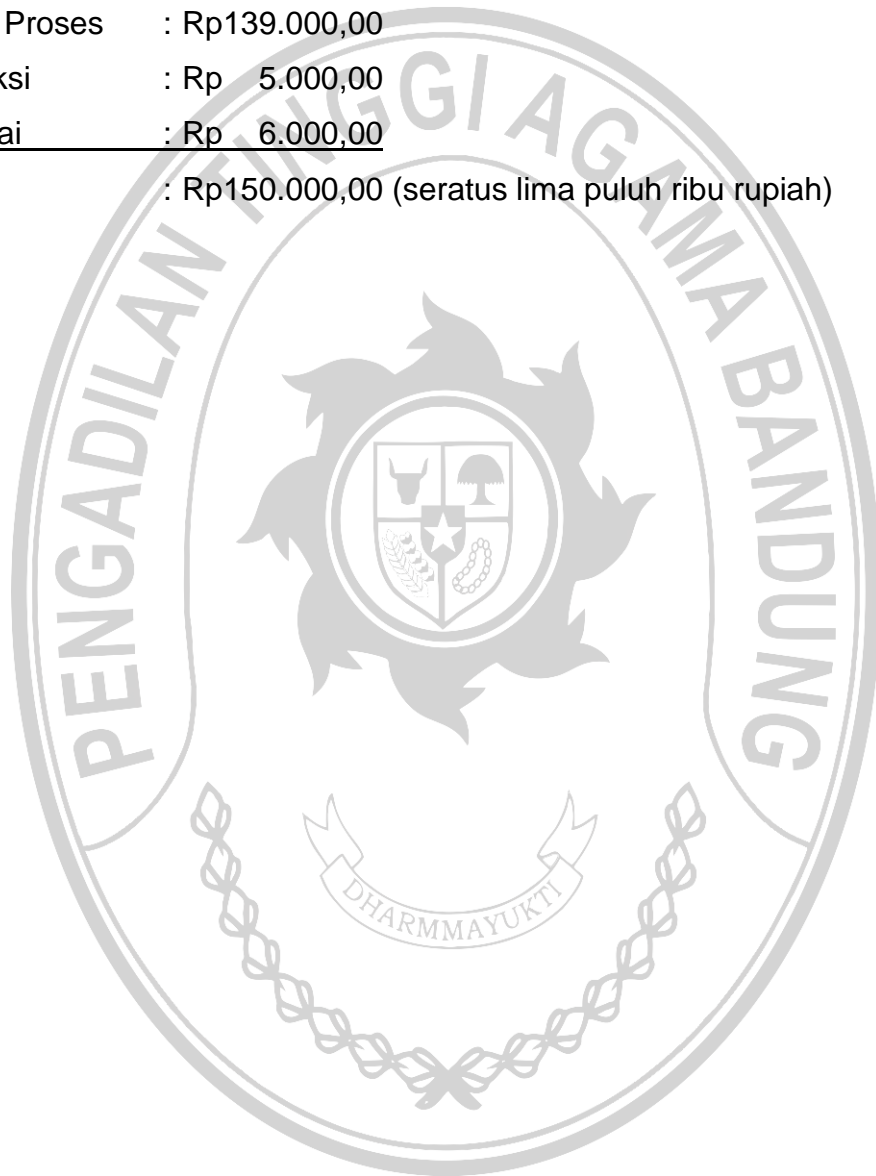 Proses : Rp139.000,00
ksi : Rp 5.000,00
ai : Rp 6.000,00
: Rp150.000,00 (seratus lima puluh ribu rupiah)
PENGADILAN TINGGI AGAMA BANDUNG
DHARMMAYUKTI